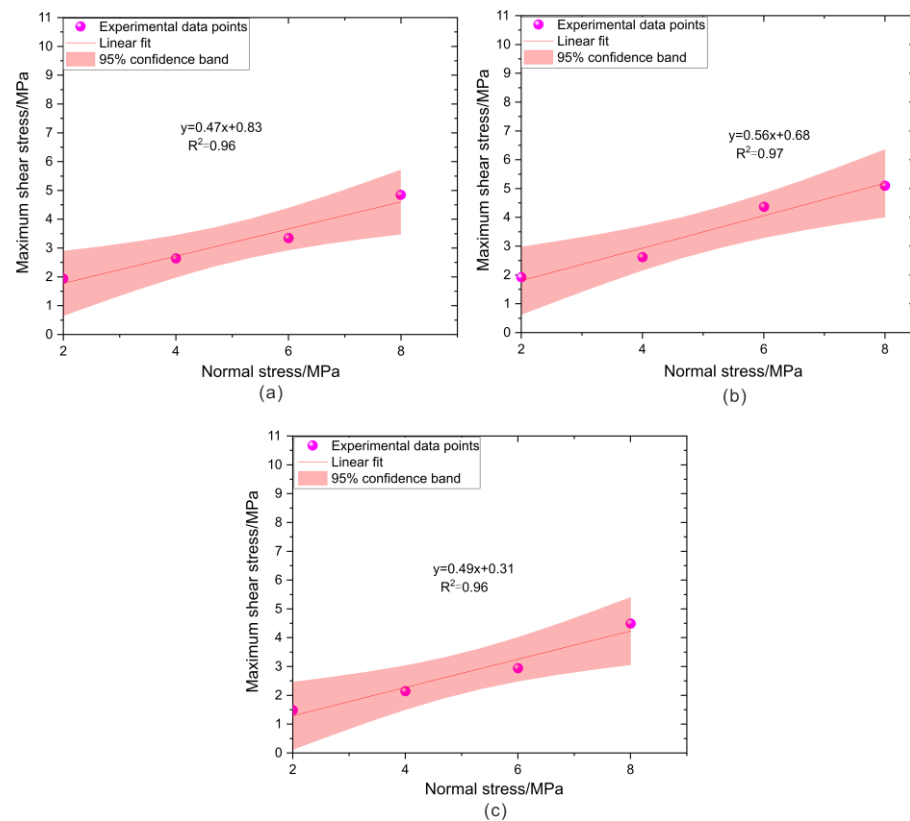 Experimental data points
Linear fit
95% confidence band
y=0.47x+0.83
R²=0.96
Maximum shear stress/MPa
11
10
9
8
7
6
5
4
3
2
1
0
2 4 6 8
Normal stress/MPa
(a)
Experimental data points
Linear fit
95% confidence band
y=0.56x+0.68
R²=0.97
Maximum shear stress/MPa
11
10
9
8
7
6
5
4
3
2
1
0
2 4 6 8
Normal stress/MPa
(b)
Experimental data points
Linear fit
95% confidence band
y=0.49x+0.31
R²=0.96
Maximum shear stress/MPa
11
10
9
8
7
6
5
4
3
2
1
0
2 4 6 8
Normal stress/MPa
(c)